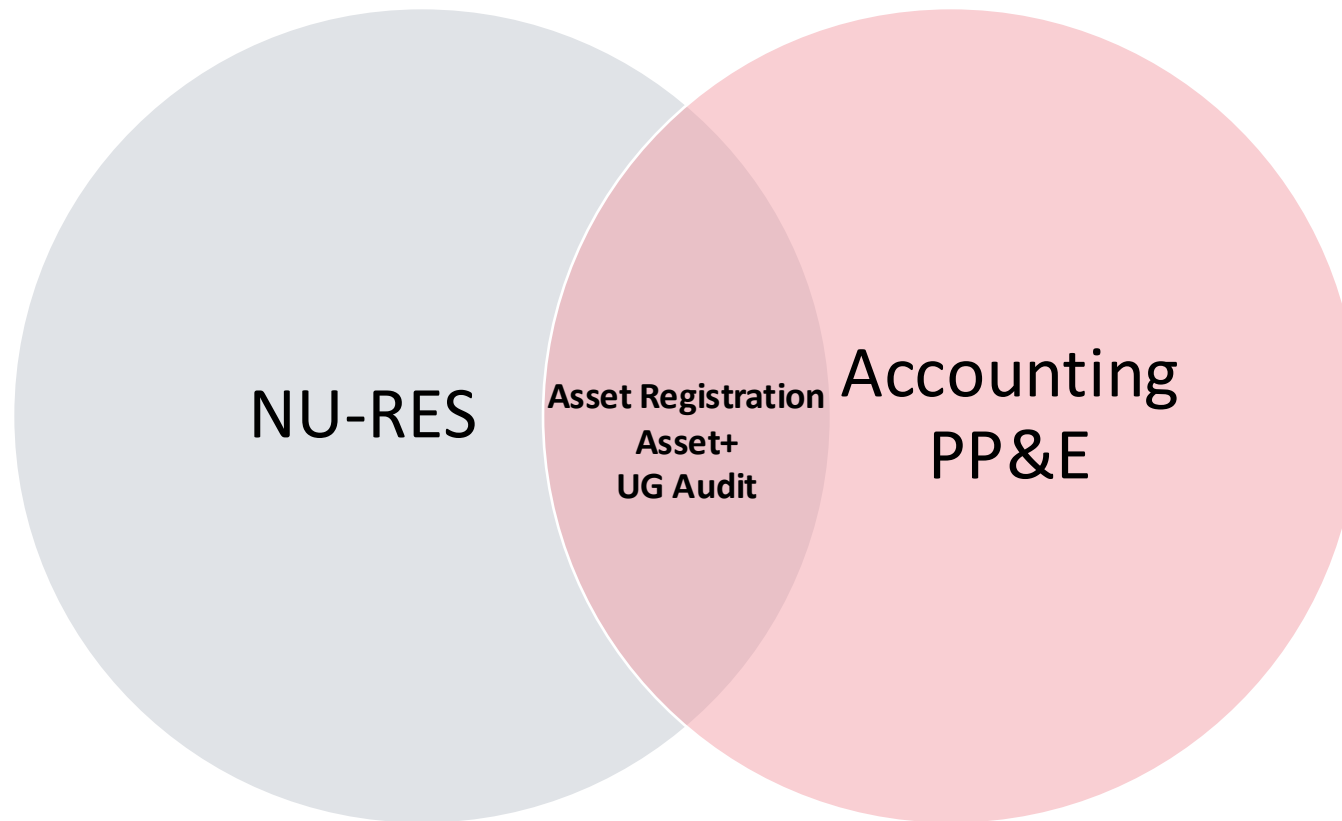 NU-RES
Asset Registration
Asset+
UG Audit
Accounting
PP&E